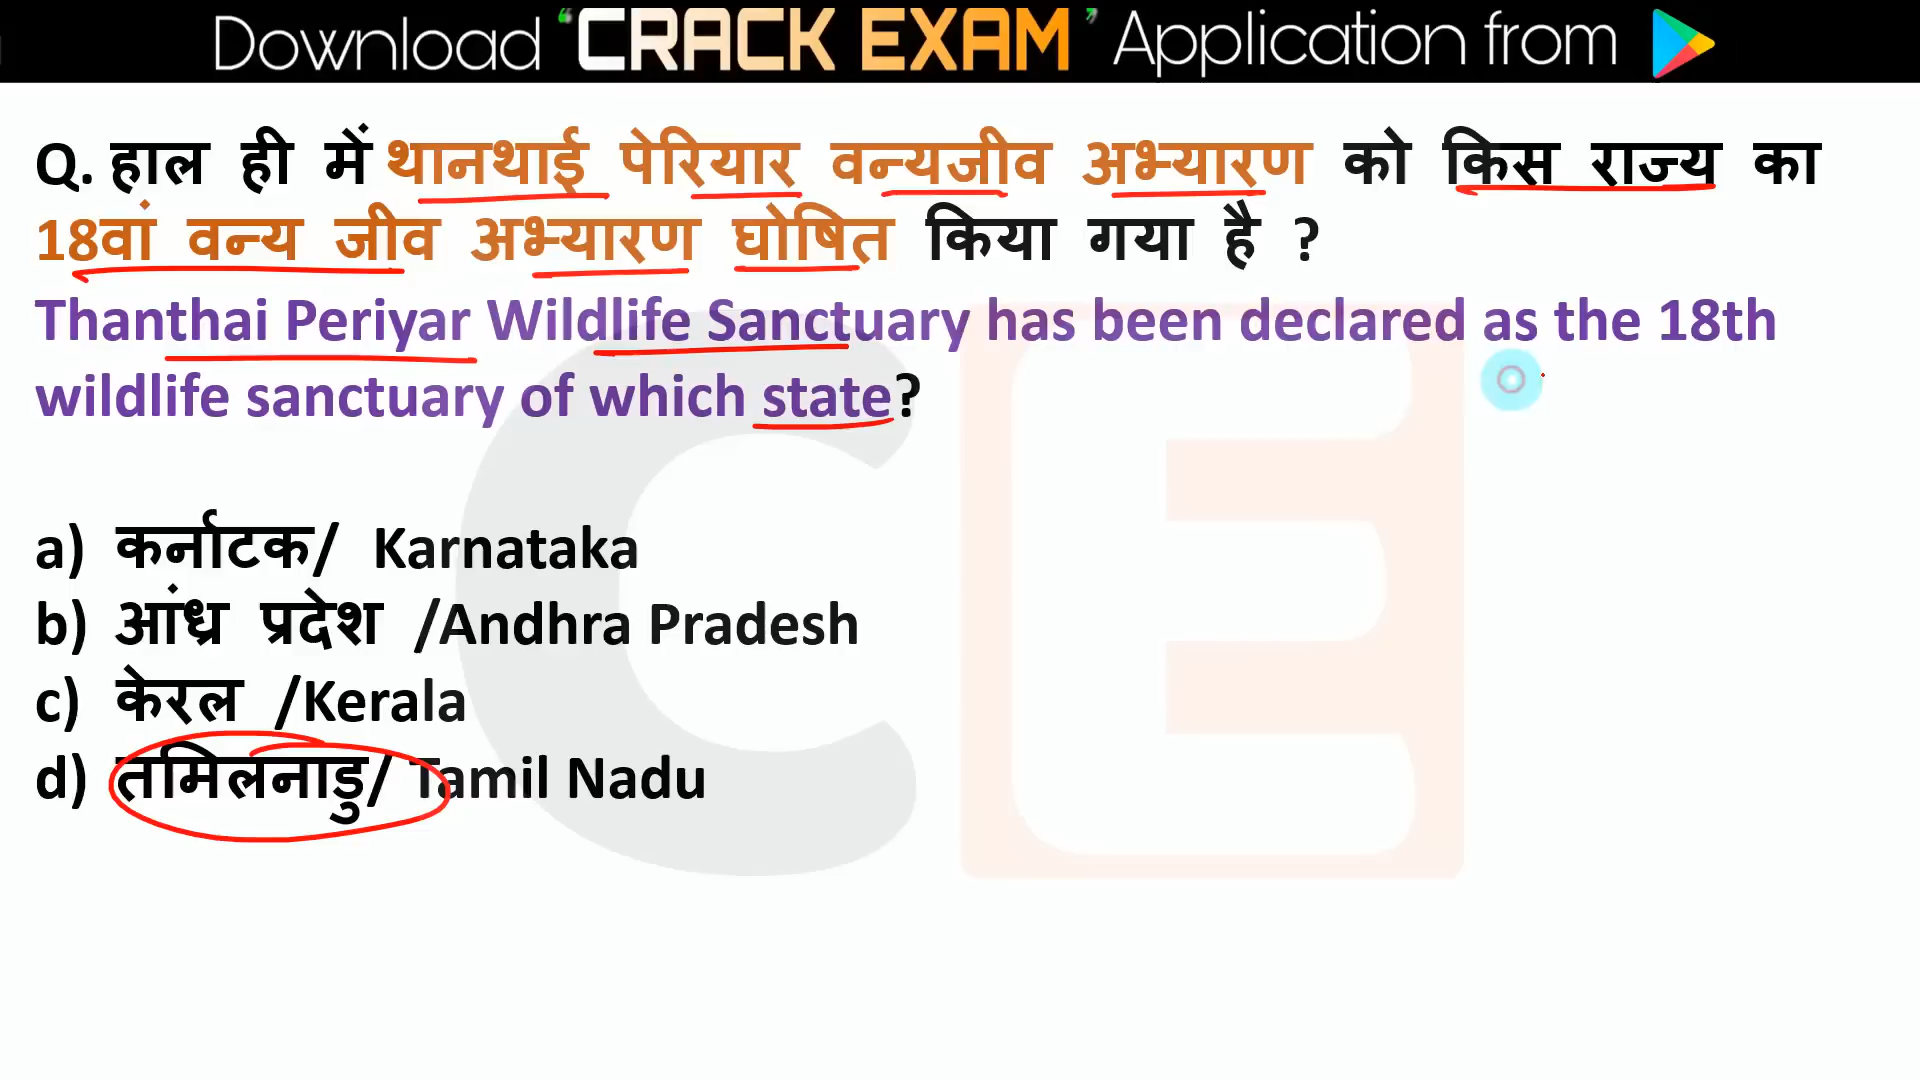 Download ‘CRACK EXAM’ Application from
Q. हाल ही में थानथाई पेरियार वन्यजीव अभ्यारण को किस राज्य का
18वां वन्य जीव अभ्यारण घोषित किया गया है ?
Thanthai Periyar Wildlife Sanctuary has been declared as the 18th
wildlife sanctuary of which state?
a) कर्नाटक/ Karnataka
b) आंध्र प्रदेश /Andhra Pradesh
c) केरल /Kerala
d) तमिलनाडु/ Tamil Nadu
CE